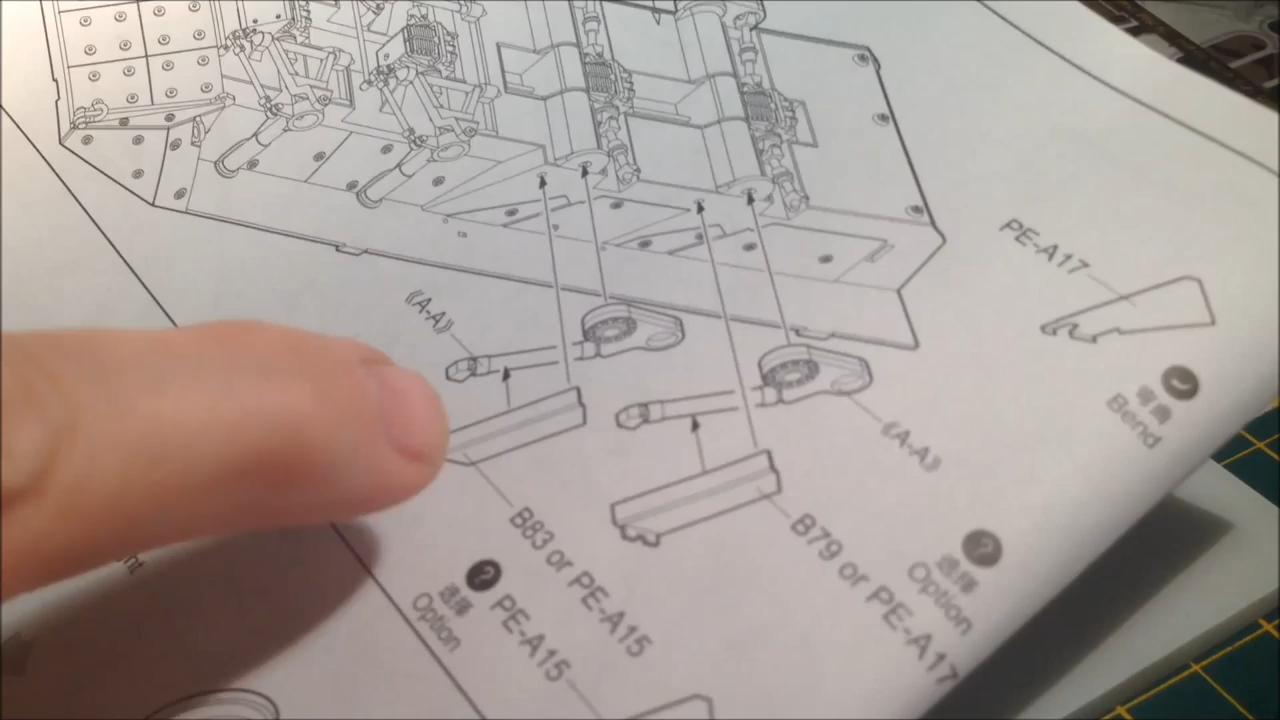 PE-A17
《A-A》
弯曲
Bend
《A-A》
B83 or PE-A15
B79 or PE-A17
?
选择
Option
?
选择
Option
PE-A15
nt